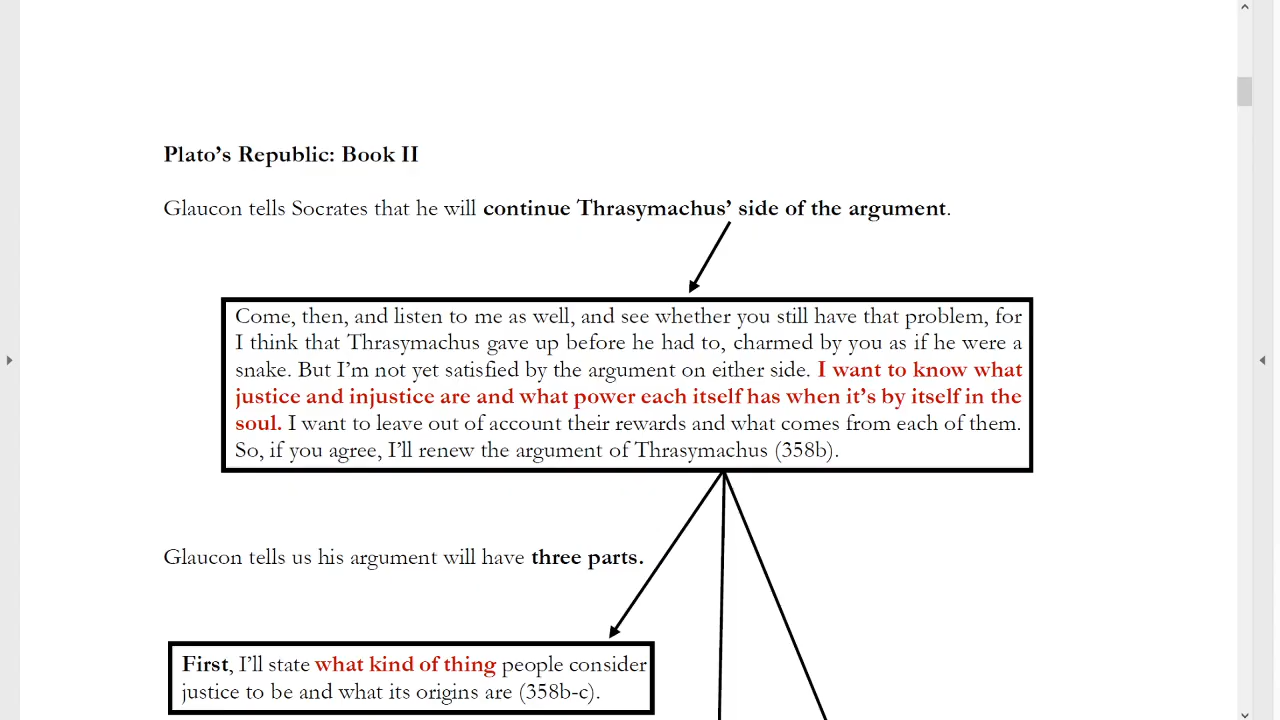 Plato’s Republic: Book II
Glaucon tells Socrates that he will continue Thrasymachus’ side of the argument.
Come, then, and listen to me as well, and see whether you still have that problem, for
I think that Thrasymachus gave up before he had to, charmed by you as if he were a
snake. But I’m not yet satisfied by the argument on either side. I want to know what
justice and injustice are and what power each itself has when it’s by itself in the
soul. I want to leave out of account their rewards and what comes from each of them.
So, if you agree, I’ll renew the argument of Thrasymachus (358b).
Glaucon tells us his argument will have three parts.
First, I’ll state what kind of thing people consider
justice to be and what its origins are (358b-c).